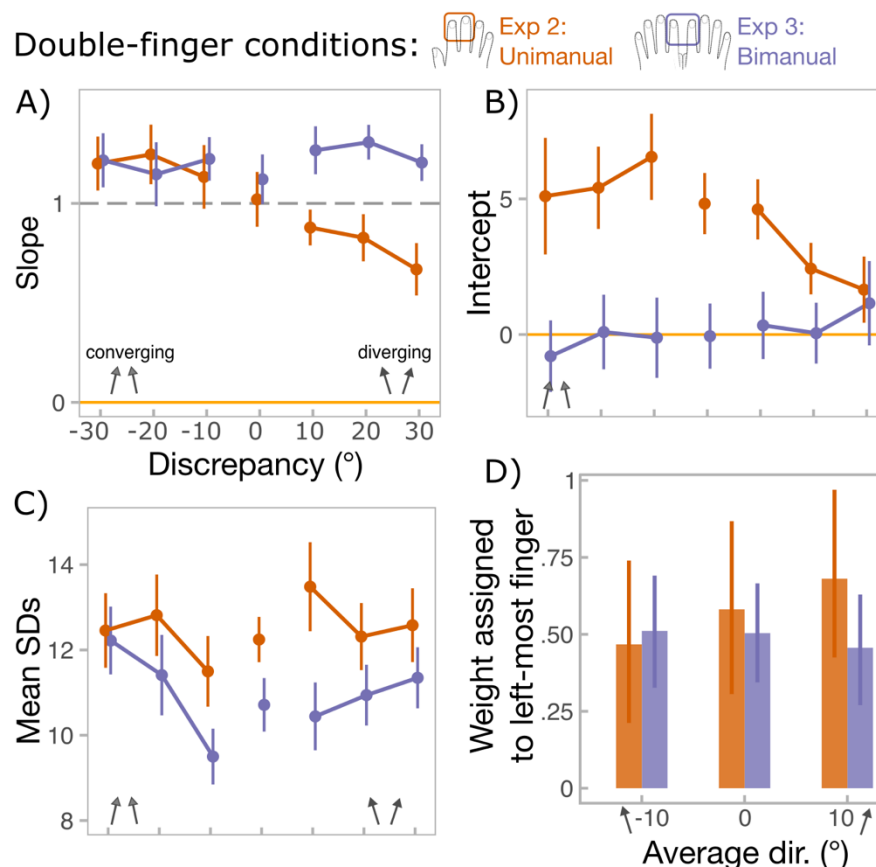 Double-finger conditions:
Exp 2:
Unimanual
Exp 3:
Bimanual
A)
Slope
1
0
converging
diverging
-30 -20 -10 0 10 20 30
Discrepancy (°)
B)
Intercept
5
0
C)
Mean SDs
14
12
10
8
D)
Weight assigned
to left-most finger
1
.75
.50
.25
0
-10 0 10
Average dir. (°)